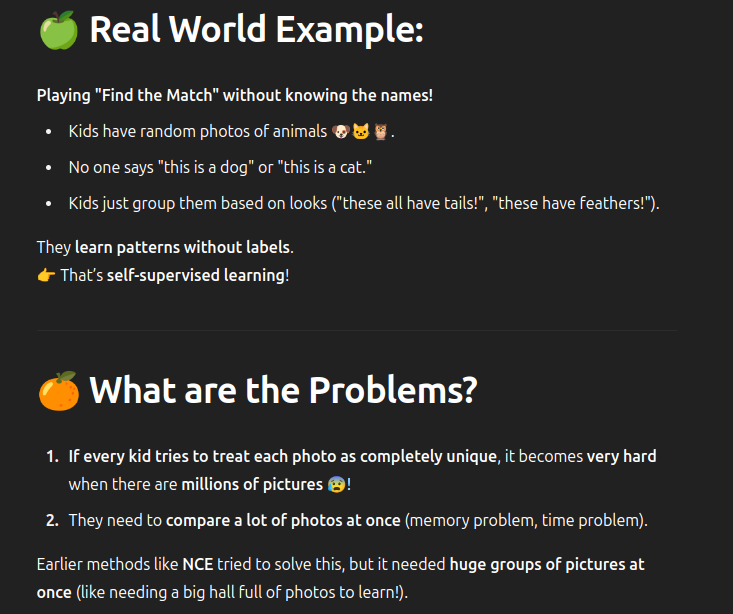 🍏 Real World Example:
Playing "Find the Match" without knowing the names!
• Kids have random photos of animals 🐶🐱🦉.
• No one says "this is a dog" or "this is a cat."
• Kids just group them based on looks ("these all have tails!", "these have feathers!").
They learn patterns without labels.
👉 That’s self-supervised learning!
🍊 What are the Problems?
1. If every kid tries to treat each photo as completely unique, it becomes very hard
when there are millions of pictures 😰!
2. They need to compare a lot of photos at once (memory problem, time problem).
Earlier methods like NCE tried to solve this, but it needed huge groups of pictures at
once (like needing a big hall full of photos to learn!).